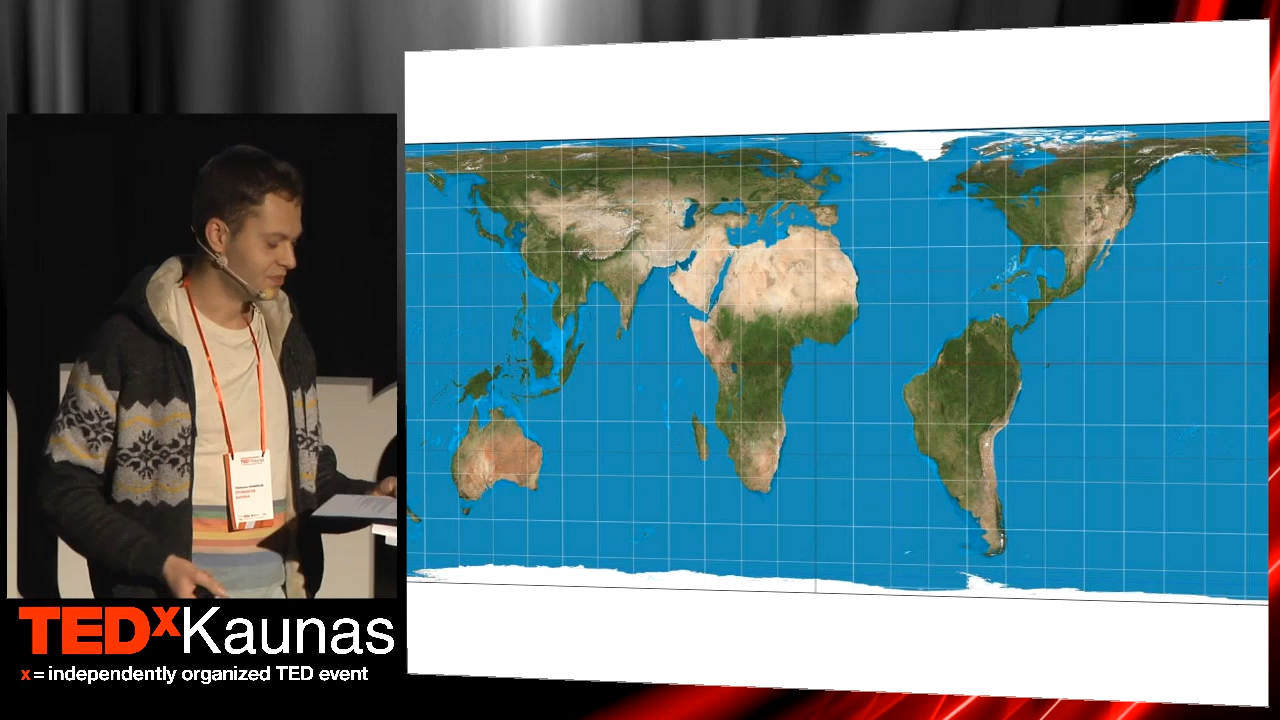 TEDxKaunas
x = independently organized TED event